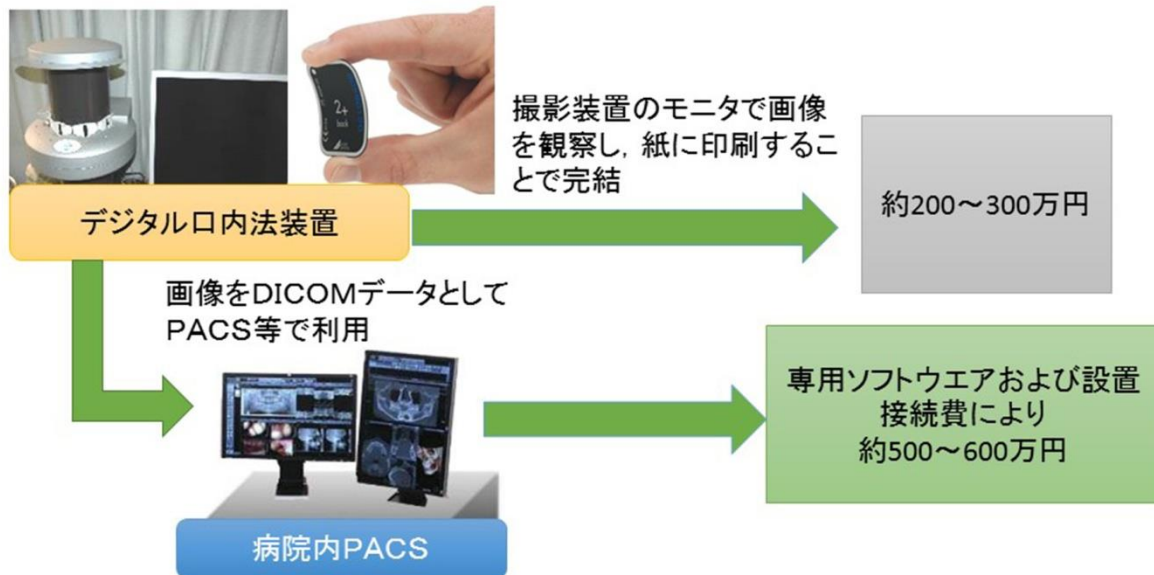 2+
撮影装置のモニタで画像
を観察し，紙に印刷するこ
とで完結
約200～300万円
デジタル口内法装置
画像をDICOMデータとして
PACS等で利用
専用ソフトウエアおよび設置
接続費により
約500～600万円
病院内PACS